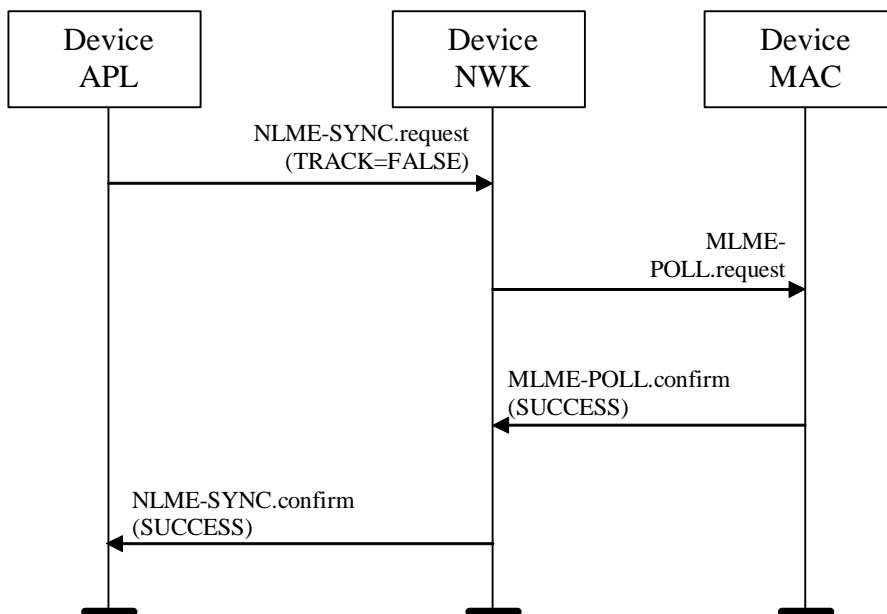 Device
APL
Device
NWK
Device
MAC
NLME-SYNC.request
(TRACK=FALSE)
MLME-
POLL.request
MLME-POLL.confirm
(SUCCESS)
NLME-SYNC.confirm
(SUCCESS)